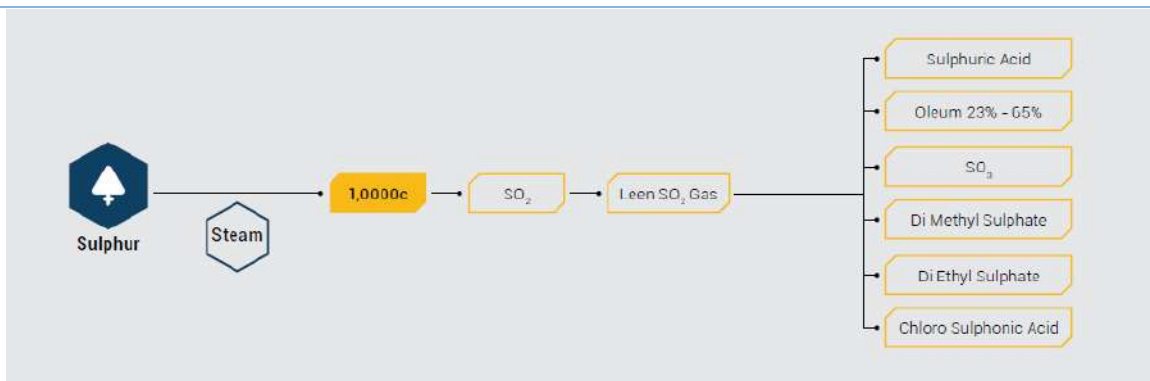 Sulphur
Steam
1,0000c
SO₂
Leen SO₂ Gas
Sulphuric Acid
Oleum 23% - 65%
SO₃
Di Methyl Sulphate
Di Ethyl Sulphate
Chloro Sulphonic Acid